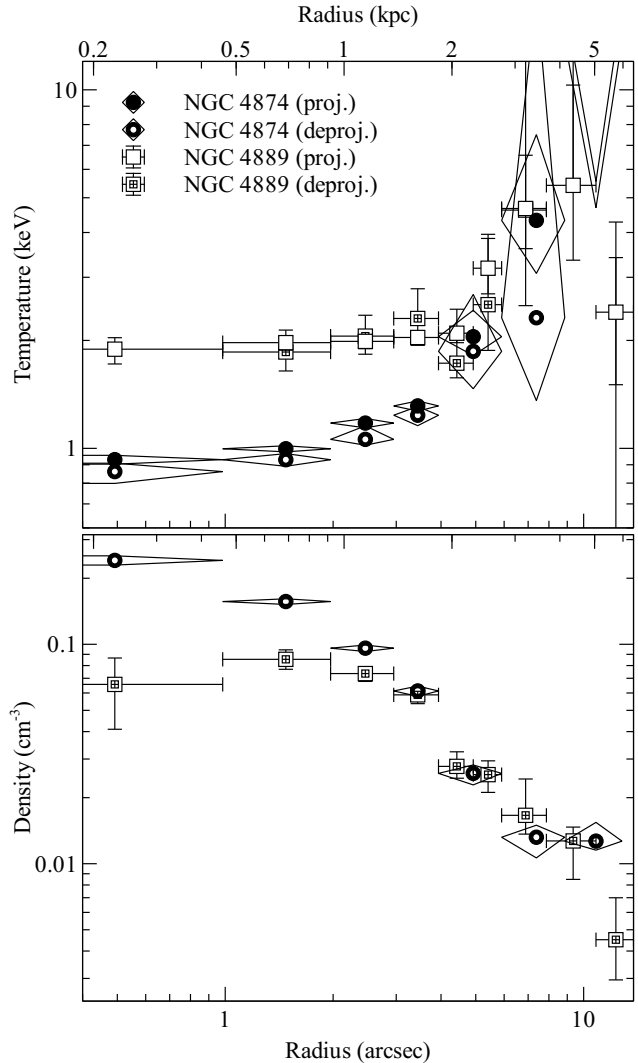 Radius (kpc)
0.2 0.5 1 2 5
10
1
Temperature (keV)
NGC 4874 (proj.)
NGC 4874 (deproj.)
NGC 4889 (proj.)
NGC 4889 (deproj.)
0.1
0.01
Density (cm⁻³)
1 10
Radius (arcsec)